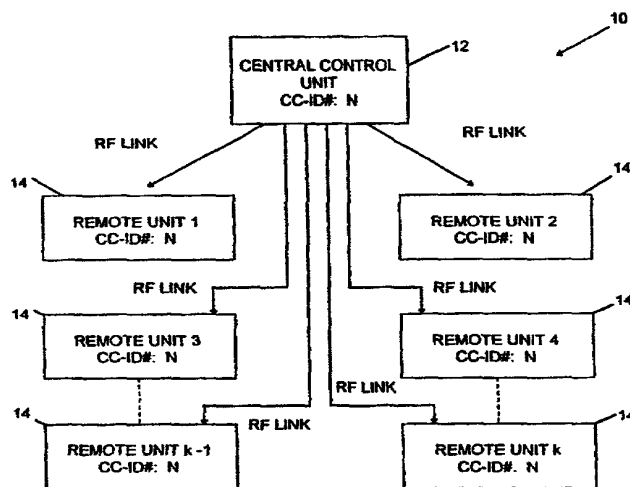 10
12
CENTRAL CONTROL
UNIT
CC-ID#: N
RF LINK
RF LINK
14
14
REMOTE UNIT 1
CC-ID#: N
REMOTE UNIT 2
CC-ID#: N
RF LINK
RF LINK
14
14
REMOTE UNIT 3
CC-ID#: N
REMOTE UNIT 4
CC-ID#: N
RF LINK
14
14
RF LINK
REMOTE UNIT k -1
CC-ID#: N
REMOTE UNIT k
CC-ID#. N